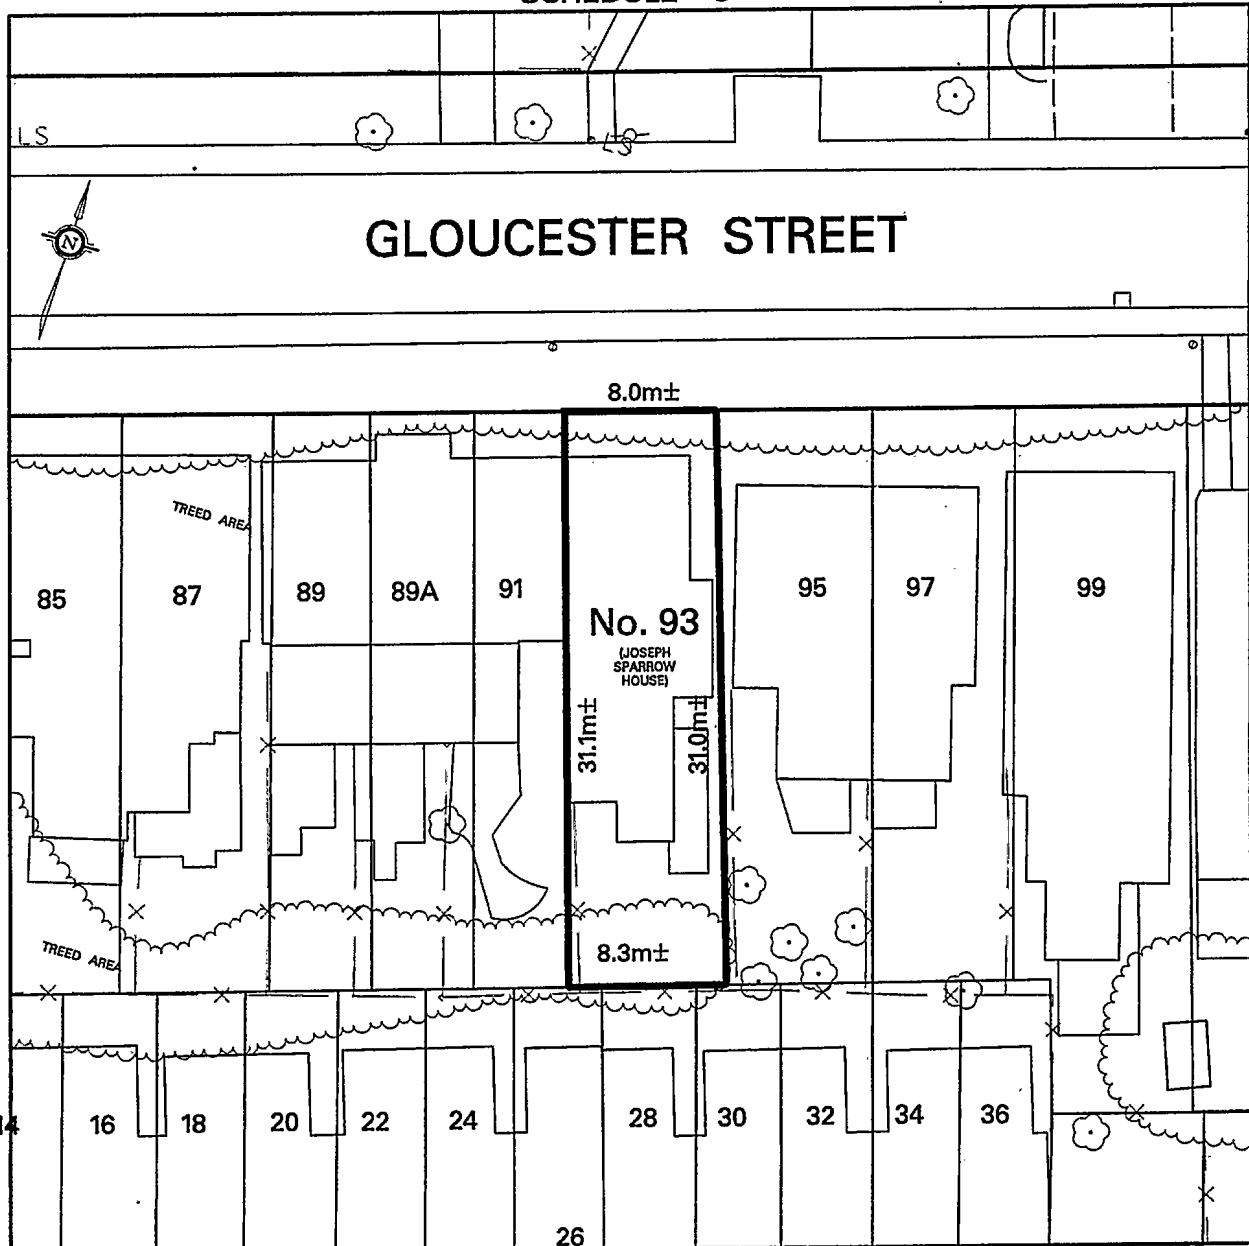 LS
LS
N
GLOUCESTER STREET
8.0m±
TREED AREA
85
87
89
89A
91
No. 93
(JOSEPH
SPARROW
HOUSE)
95
97
99
31.1m±
31.0m±
8.3m±
TREED AREA
16
18
20
22
24
28
30
32
34
36
26